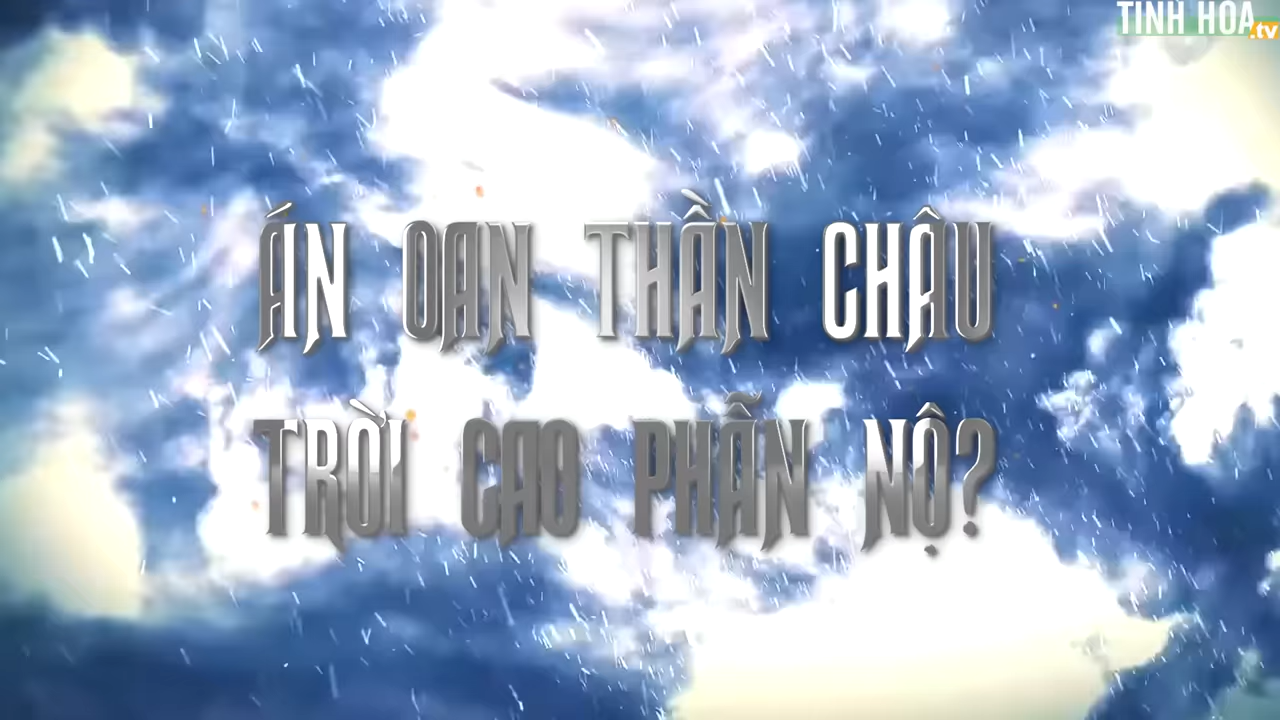 TINH HOA.tv
ÁN OAN THẦN CHÂU
TRỜI CAO PHẪN NỘ?